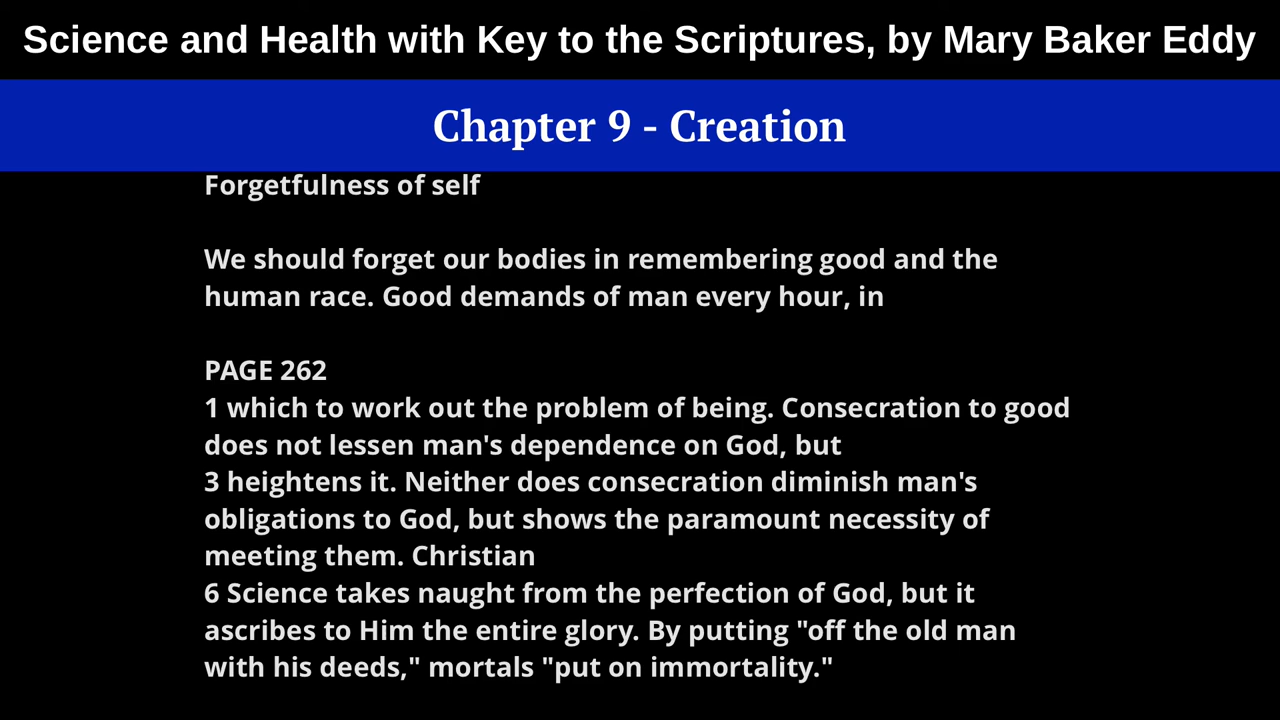 Science and Health with Key to the Scriptures, by Mary Baker Eddy
Chapter 9 - Creation
Forgetfulness of self
We should forget our bodies in remembering good and the
human race. Good demands of man every hour, in
PAGE 262
1 which to work out the problem of being. Consecration to good
does not lessen man's dependence on God, but
3 heightens it. Neither does consecration diminish man's
obligations to God, but shows the paramount necessity of
meeting them. Christian
6 Science takes naught from the perfection of God, but it
ascribes to Him the entire glory. By putting "off the old man
with his deeds," mortals "put on immortality."